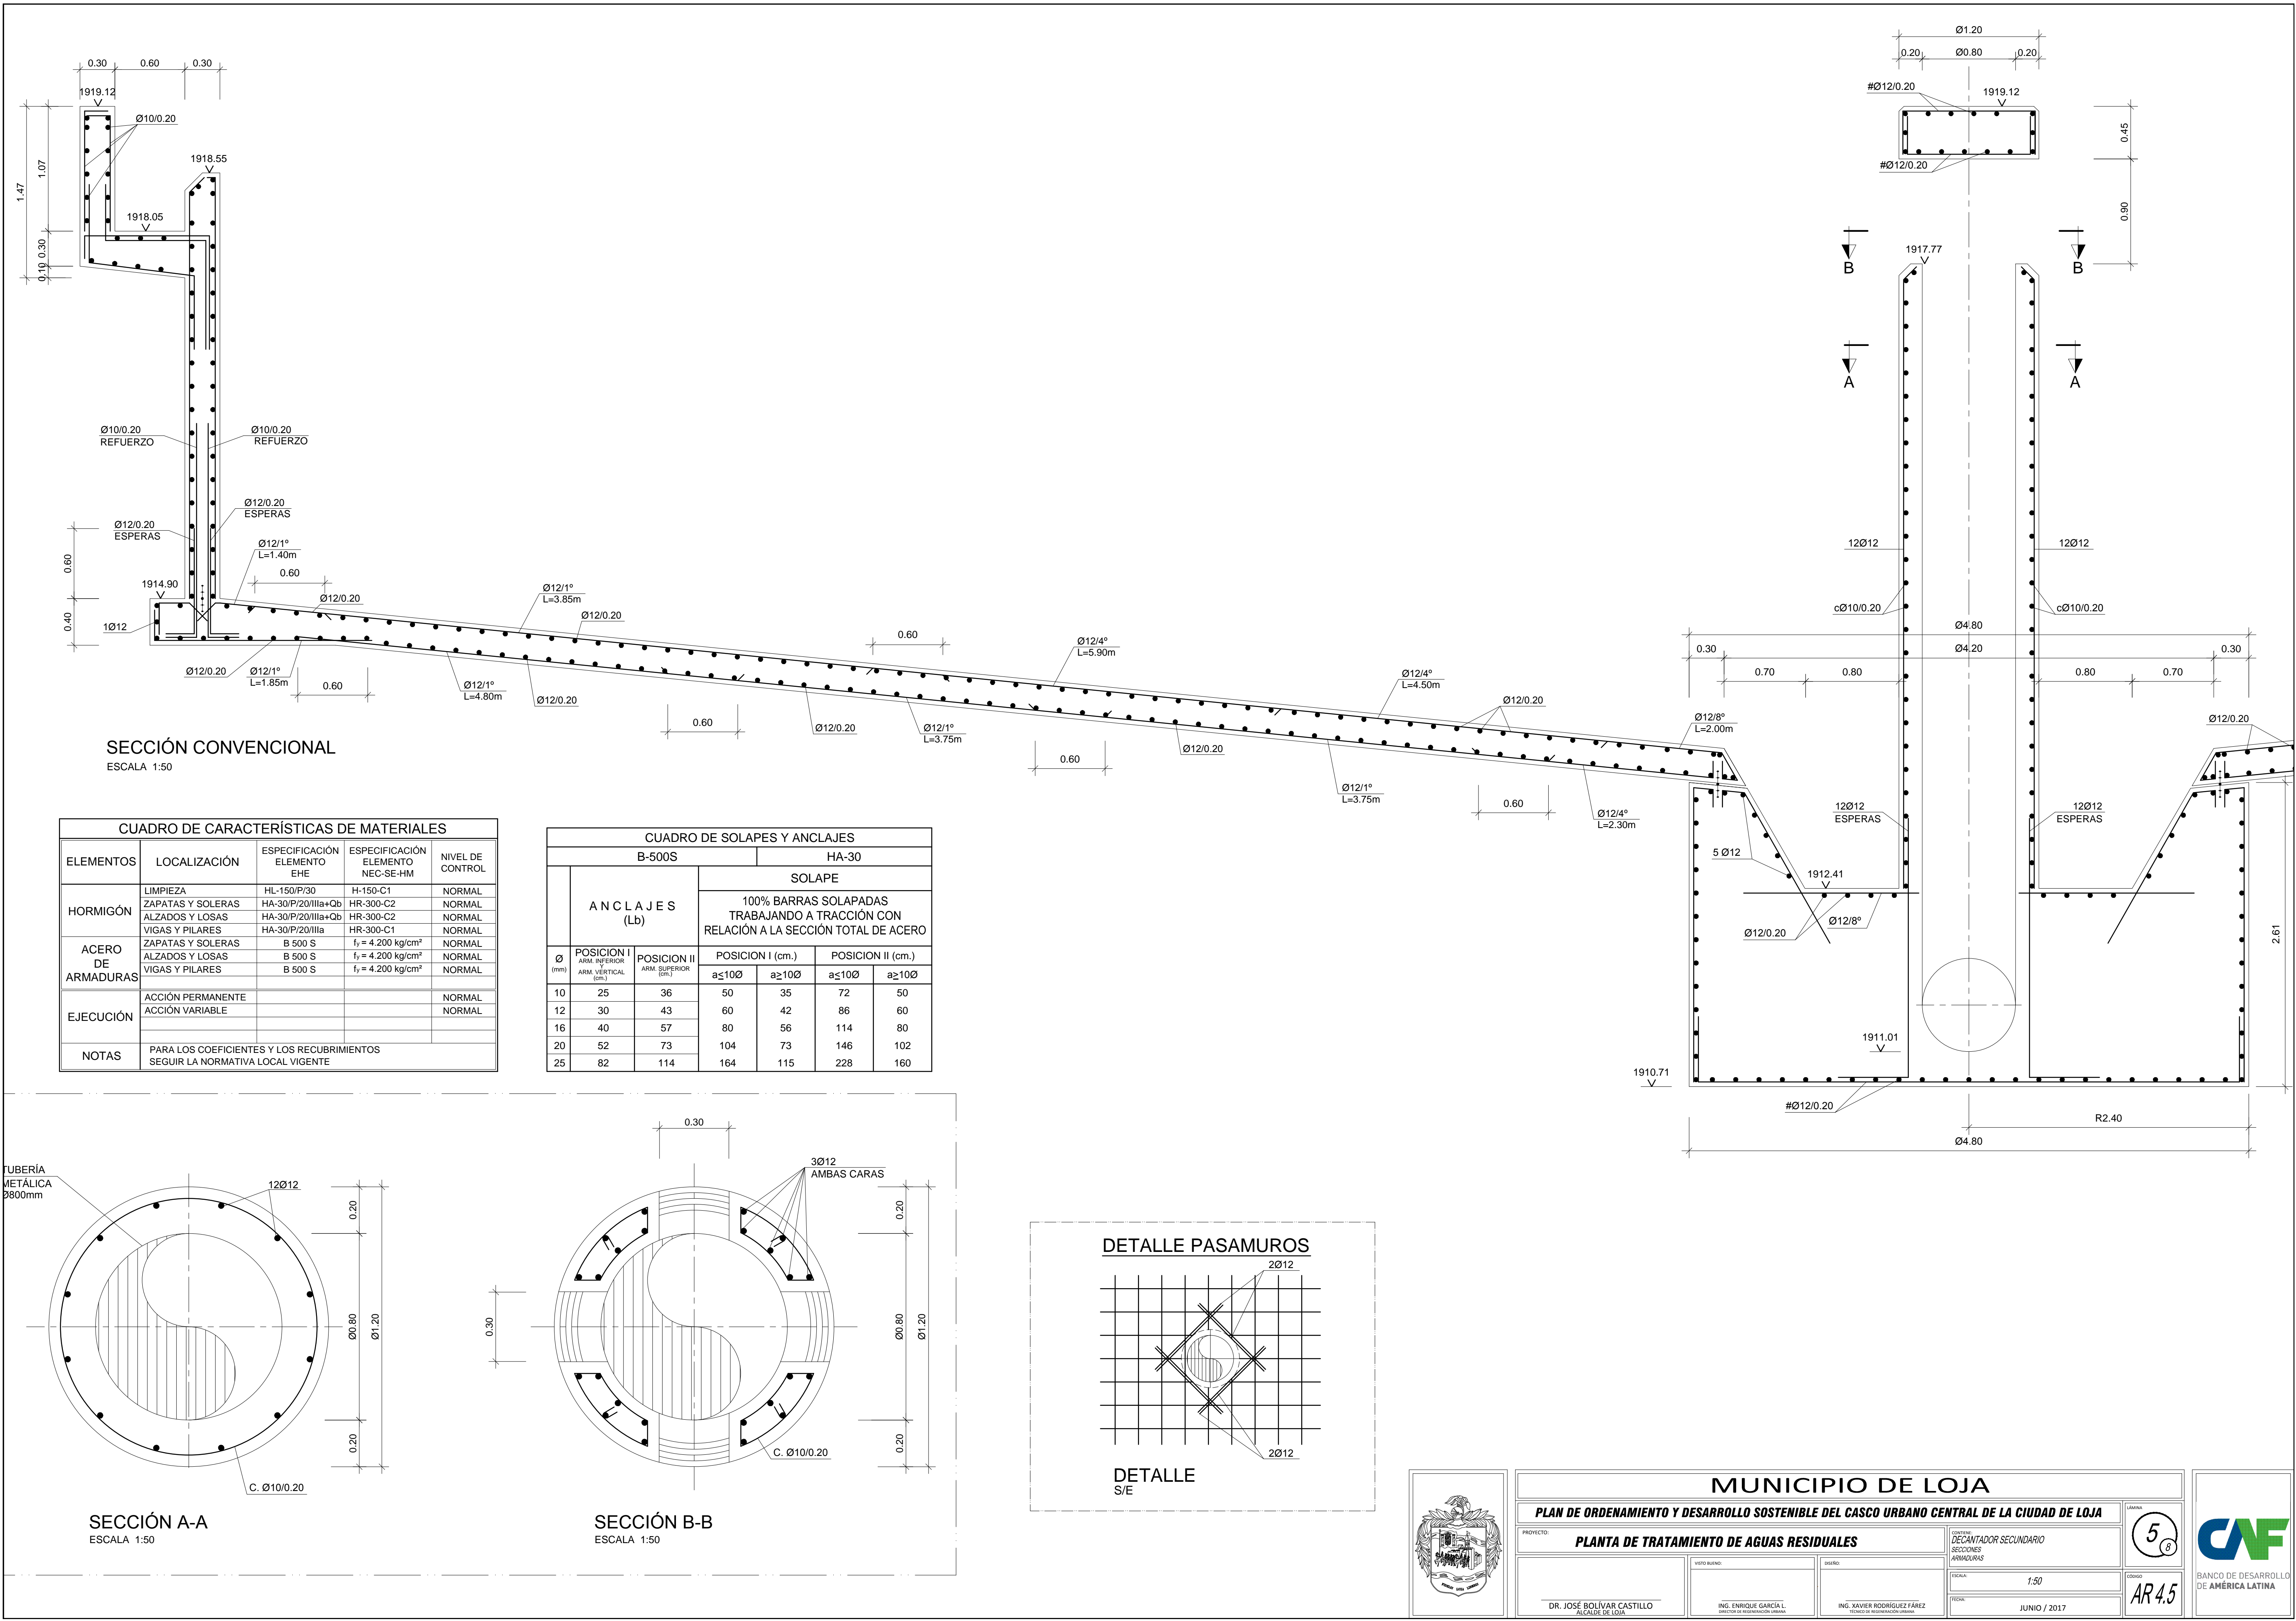 0.30
0.60
0.30
1919.12
Ø10/0.20
1918.55
1.47
1.07
1918.05
0.30
0.10
Ø10/0.20
REFUERZO
Ø10/0.20
REFUERZO
Ø12/0.20
ESPERAS
Ø12/0.20
ESPERAS
0.60
0.40
1914.90
1Ø12
Ø12/1º
L=1.40m
0.60
Ø12/0.20
Ø12/1º
L=3.85m
Ø12/0.20
0.60
Ø12/4º
L=5.90m
Ø12/4º
L=4.50m
Ø12/0.20
Ø12/8º
L=2.00m
Ø12/0.20
Ø12/1º
L=1.85m
0.60
Ø12/1º
L=4.80m
Ø12/0.20
0.60
Ø12/0.20
Ø12/1º
L=3.75m
0.60
Ø12/0.20
Ø12/1º
L=3.75m
0.60
Ø12/4º
L=2.30m
SECCIÓN CONVENCIONAL
ESCALA 1:50
Ø1.20
0.20
Ø0.80
0.20
#Ø12/0.20
1919.12
#Ø12/0.20
0.45
0.90
B
B
1917.77
A
A
12Ø12
12Ø12
cØ10/0.20
cØ10/0.20
Ø4.80
0.30
Ø4.20
0.30
0.70
0.80
0.80
0.70
Ø12/0.20
12Ø12
ESPERAS
12Ø12
ESPERAS
5 Ø12
1912.41
Ø12/8º
Ø12/0.20
2.61
1911.01
1910.71
#Ø12/0.20
R2.40
Ø4.80
CUADRO DE CARACTERÍSTICAS DE MATERIALES
ELEMENTOS LOCALIZACIÓN ESPECIFICACIÓN ELEMENTO EHE ESPECIFICACIÓN ELEMENTO NEC-SE-HM NIVEL DE CONTROL
HORMIGÓN
LIMPIEZA HL-150/P/30 H-150-C1 NORMAL
ZAPATAS Y SOLERAS HA-30/P/20/IIIa+Qb HR-300-C2 NORMAL
ALZADOS Y LOSAS HA-30/P/20/IIIa+Qb HR-300-C2 NORMAL
VIGAS Y PILARES HA-30/P/20/IIIa HR-300-C1 NORMAL
ACERO DE ARMADURAS
ZAPATAS Y SOLERAS B 500 S fy = 4.200 kg/cm² NORMAL
ALZADOS Y LOSAS B 500 S fy = 4.200 kg/cm² NORMAL
VIGAS Y PILARES B 500 S fy = 4.200 kg/cm² NORMAL
EJECUCIÓN
ACCIÓN PERMANENTE NORMAL
ACCIÓN VARIABLE NORMAL
NOTAS
PARA LOS COEFICIENTES Y LOS RECUBRIMIENTOS
SEGUIR LA NORMATIVA LOCAL VIGENTE
CUADRO DE SOLAPES Y ANCLAJES
B-500S HA-30
ANCLAJES
(Lb)
SOLAPE
100% BARRAS SOLAPADAS
TRABAJANDO A TRACCIÓN CON
RELACIÓN A LA SECCIÓN TOTAL DE ACERO
Ø
(mm)
POSICION I
ARM. INFERIOR
Y
ARM. VERTICAL
(cm.)
POSICION II
ARM. SUPERIOR
(cm.)
POSICION I (cm.) POSICION II (cm.)
a≤10Ø a≥10Ø a≤10Ø a≥10Ø
10 25 36 50 35 72 50
12 30 43 60 42 86 60
16 40 57 80 56 114 80
20 52 73 104 73 146 102
25 82 114 164 115 228 160
TUBERÍA
METÁLICA
Ø800mm
12Ø12
0.20
Ø0.80
Ø1.20
0.20
C. Ø10/0.20
SECCIÓN A-A
ESCALA 1:50
0.30
3Ø12
AMBAS CARAS
0.30
0.20
Ø0.80
Ø1.20
0.20
C. Ø10/0.20
SECCIÓN B-B
ESCALA 1:50
DETALLE PASAMUROS
2Ø12
2Ø12
DETALLE
S/E
MUNICIPIO DE LOJA
PLAN DE ORDENAMIENTO Y DESARROLLO SOSTENIBLE DEL CASCO URBANO CENTRAL DE LA CIUDAD DE LOJA
PROYECTO:
PLANTA DE TRATAMIENTO DE AGUAS RESIDUALES
CONTIENE:
DECANTADOR SECUNDARIO
SECCIONES
ARMADURAS
LÁMINA:
5
8
VISTO BUENO:
DISEÑO:
ESCALA:
1:50
FECHA:
JUNIO / 2017
CÓDIGO
AR 4.5
DR. JOSÉ BOLÍVAR CASTILLO
ALCALDE DE LOJA
ING. ENRIQUE GARCÍA L.
DIRECTOR DE REGENERACIÓN URBANA
ING. XAVIER RODRÍGUEZ FÁREZ
TÉCNICO DE REGENERACIÓN URBANA
CAF
BANCO DE DESARROLLO
DE AMÉRICA LATINA